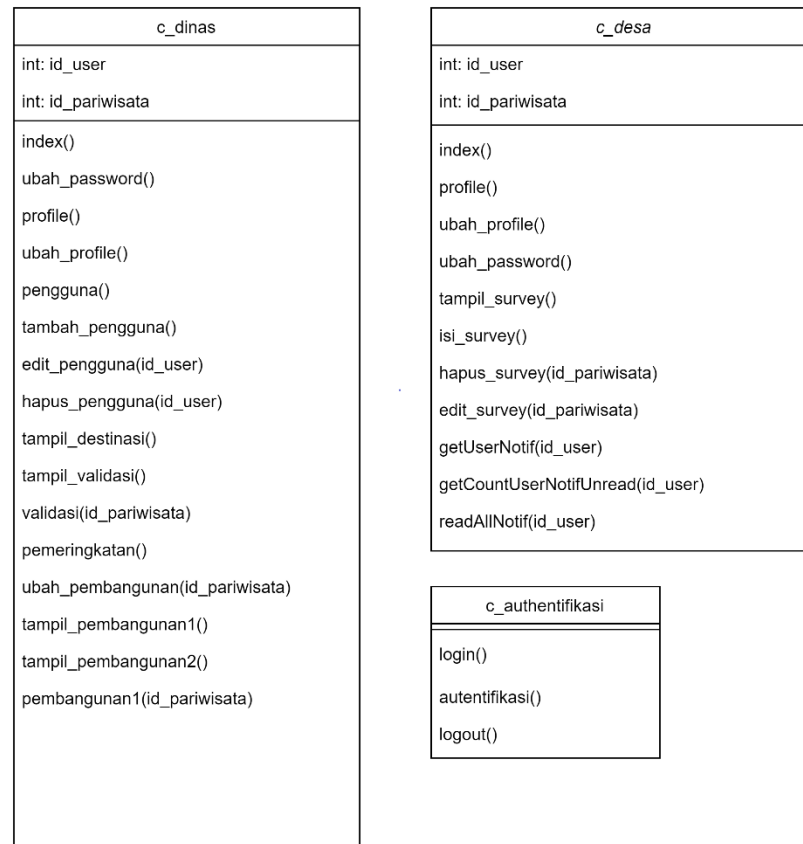 c_dinas
int: id_user
int: id_pariwisata
index()
ubah_password()
profile()
ubah_profile()
pengguna()
tambah_pengguna()
edit_pengguna(id_user)
hapus_pengguna(id_user)
tampil_destinasi()
tampil_validasi()
validasi(id_pariwisata)
pemeringkatan()
ubah_pembangunan(id_pariwisata)
tampil_pembangunan1()
tampil_pembangunan2()
pembangunan1(id_pariwisata)
c_desa
int: id_user
int: id_pariwisata
index()
profile()
ubah_profile()
ubah_password()
tampil_survey()
isi_survey()
hapus_survey(id_pariwisata)
edit_survey(id_pariwisata)
getUserNotif(id_user)
getCountUserNotifUnread(id_user)
readAllNotif(id_user)
c_authentifikasi
login()
autentifikasi()
logout()